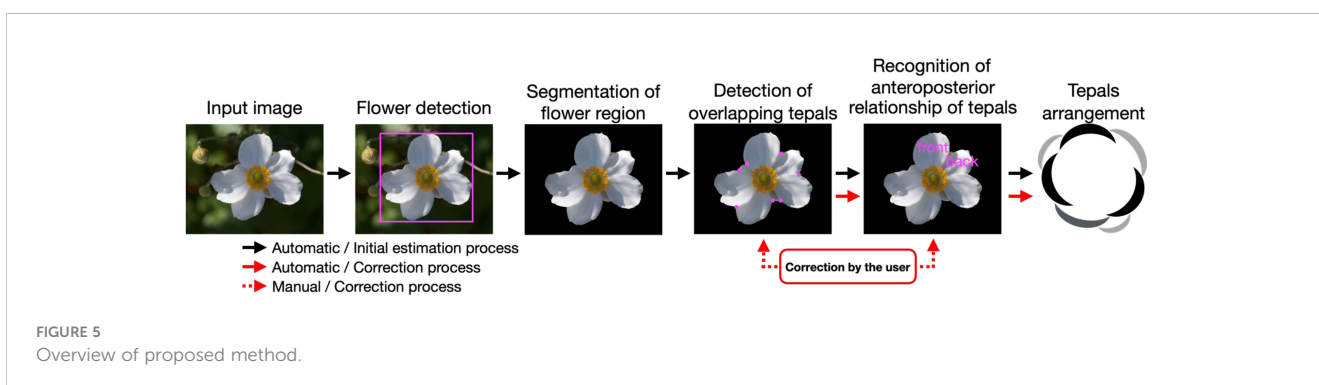 Input image
Flower detection
Segmentation of
flower region
Detection of
overlapping tepals
Recognition of
anteroposterior
relationship of tepals
Tepals
arrangement
front
back
Automatic / Initial estimation process
Automatic / Correction process
Manual / Correction process
Correction by the user
FIGURE 5
Overview of proposed method.